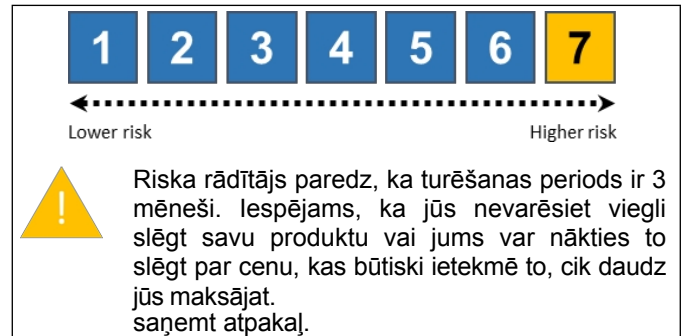 1 2 3 4 5 6 7
Lower risk Higher risk
!
Riska rādītājs paredz, ka turēšanas periods ir 3
mēneši. Iespējams, ka jūs nevarēsiet viegli
slēgt savu produktu vai jums var nākties to
slēgt par cenu, kas būtiski ietekmē to, cik daudz
jūs maksājat.
saņemt atpakaļ.